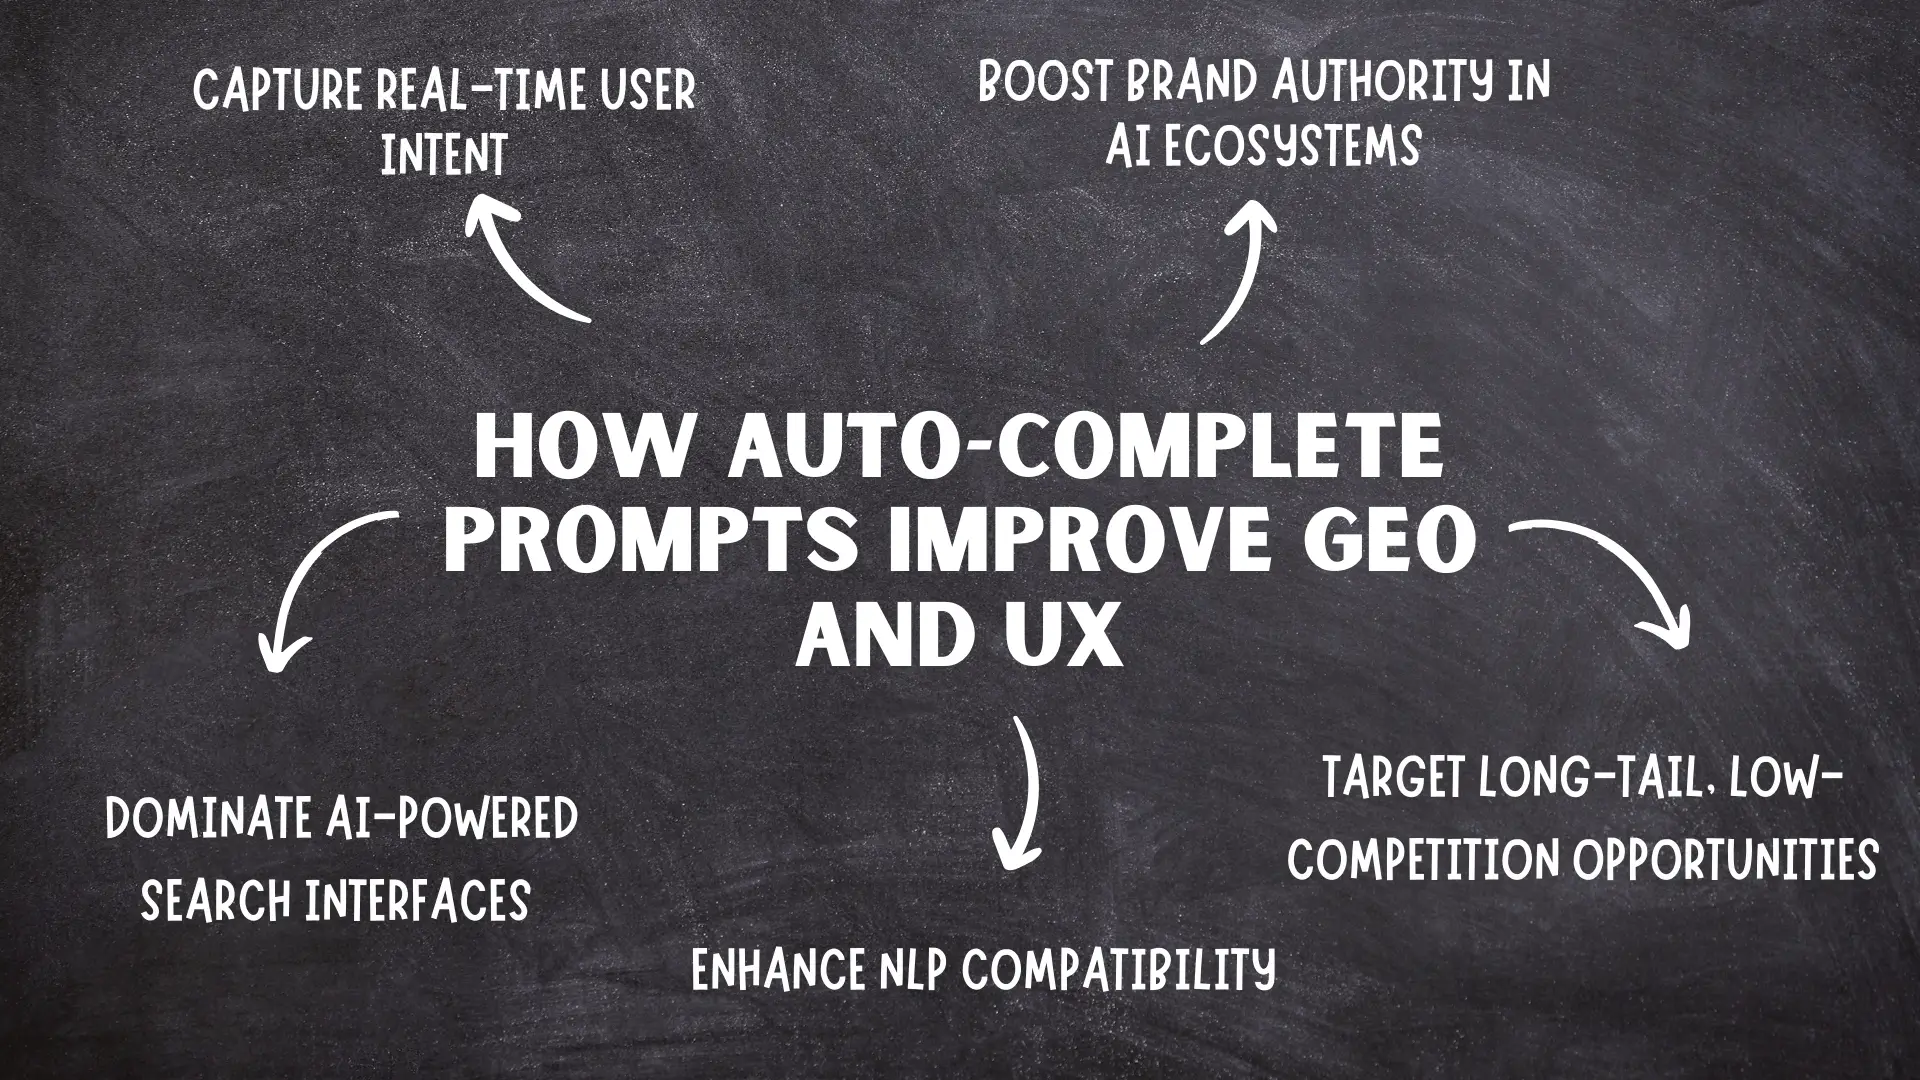 CAPTURE REAL-TIME USER
INTENT
BOOST BRAND AUTHORITY IN
AI ECOSYSTEMS
HOW AUTO-COMPLETE
PROMPTS IMPROVE GEO
AND UX
DOMINATE AI-POWERED
SEARCH INTERFACES
ENHANCE NLP COMPATIBILITY
TARGET LONG-TAIL, LOW-
COMPETITION OPPORTUNITIES